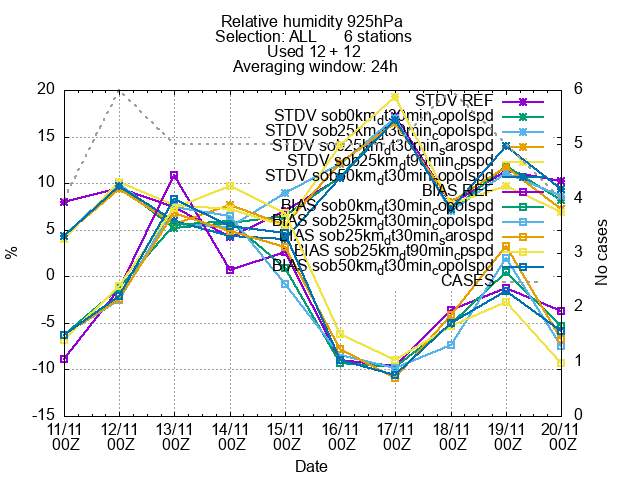 Relative humidity 925hPa
Selection: ALL 6 stations
Used 12 + 12
Averaging window: 24h
20
15
10
5
0
-5
-10
-15
%
6
5
4
3
2
1
0
No cases
STDV REF
STDV sob0km_dt30min_copolspd
STDV sob25km_dt30min_copolspd
STDV sob25km_dt30min_sarospd
STDV sob25km_dt90min_cpspd
STDV sob50km_dt30min_copolspd
BIAS REF
BIAS sob0km_dt30min_copolspd
BIAS sob25km_dt30min_copolspd
BIAS sob25km_dt30min_sarospd
BIAS sob25km_dt90min_cpspd
BIAS sob50km_dt30min_copolspd
CASES
11/11 12/11 13/11 14/11 15/11 16/11 17/11 18/11 19/11 20/11
00Z 00Z 00Z 00Z 00Z 00Z 00Z 00Z 00Z 00Z
Date